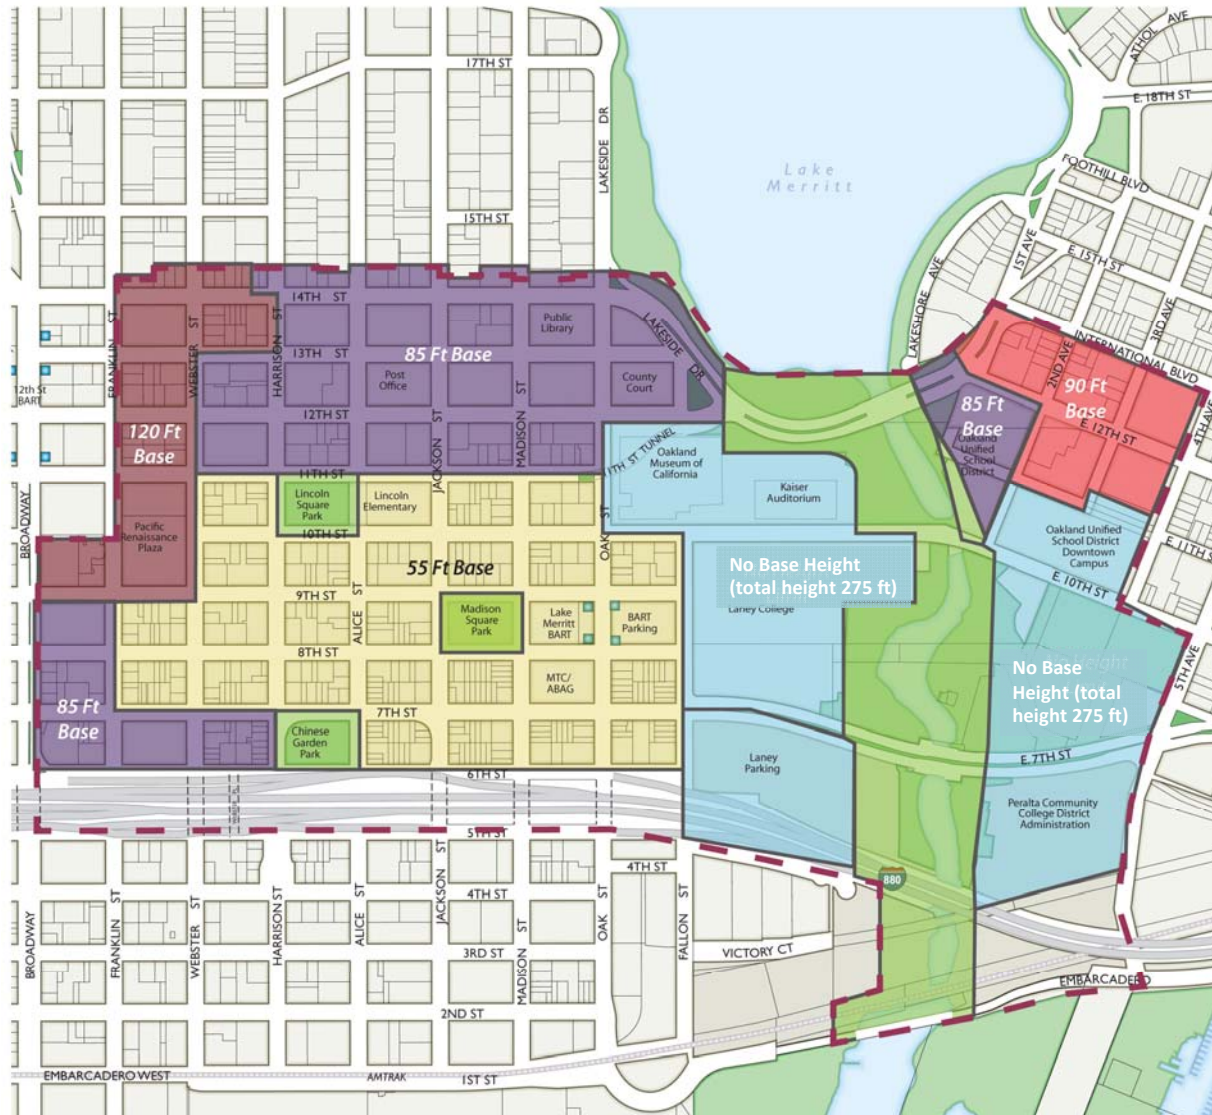 17TH ST
LAKESIDE DR
Lake
Merritt
ATHOL AVE
E. 18TH ST
FOOTHILL BLVD
15TH ST
1ST AVE
E. 15TH ST
LAKESHORE AVE
3RD AVE
INTERNATIONAL BLVD
2ND AVE
4TH AVE
14TH ST
Public
Library
LAKESIDE DR
FRANKLIN ST
WEBSTER ST
HARRISON ST
13TH ST
85 Ft Base
Post
Office
County
Court
12th St
BART
12TH ST
JACKSON ST
MADISON ST
90 Ft
Base
E. 12TH ST
85 Ft
Base
Oakland
Unified
School
District
120 Ft
Base
11TH ST
11TH ST TUNNEL
Oakland
Museum of
California
Kaiser
Auditorium
Lincoln
Square
Park
Lincoln
Elementary
10TH ST
OAK ST
BROADWAY
Pacific
Renaissance
Plaza
Oakland Unified
School District
Downtown
Campus
E. 11TH ST
E. 10TH ST
55 Ft Base
No Base Height
(total height 275 ft)
Laney College
9TH ST
ALICE ST
Madison
Square
Park
Lake
Merritt
BART
BART
Parking
8TH ST
MTC/
ABAG
No Height
No Base
Height (total
height 275 ft)
5TH AVE
85 Ft
Base
7TH ST
Chinese
Garden
Park
E. 7TH ST
Laney
Parking
6TH ST
Peralta Community
College District
Administration
5TH ST
4TH ST
880
4TH ST
BROADWAY
FRANKLIN ST
WEBSTER ST
HARRISON ST
ALICE ST
JACKSON ST
MADISON ST
OAK ST
FALLON ST
3RD ST
VICTORY CT
EMBARCADERO
2ND ST
EMBARCADERO WEST
AMTRAK
1ST ST